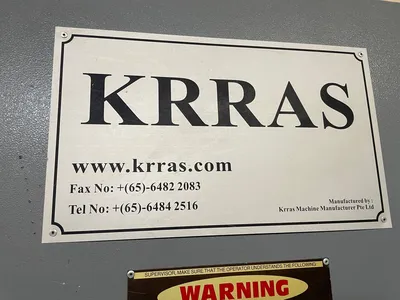 KRRAS
www.krras.com
Fax No: +(65)-6482 2083
Tel No: +(65)-6484 2516
Manufactured by :
Krras Machine Manufacturer Pte Ltd
SUPERVISOR, MAKE SURE THAT THE OPERATOR UNDERSTANDS THE FOLLOWING
WARNING